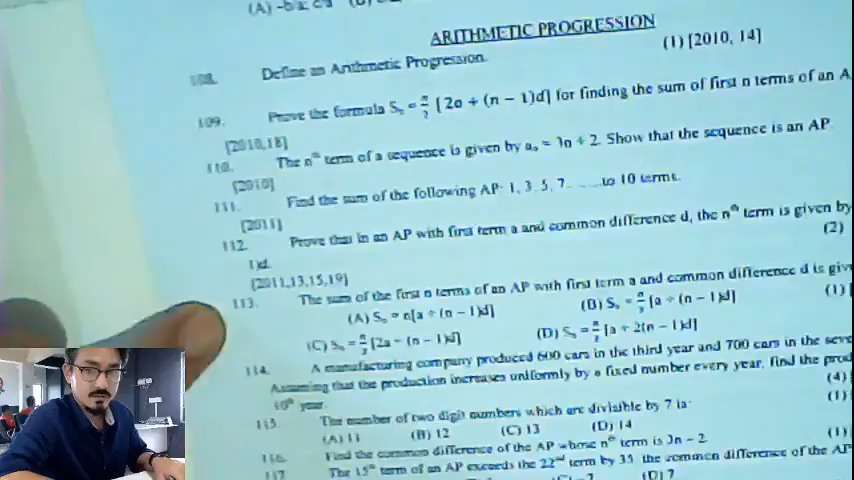 (A) -b/a, c/a (D)
ARITHMETIC PROGRESSION
(1) [2010, 14]
108. Define an Arithmetic Progression.
109. Prove the formula Sₙ = n/2 [2a + (n − 1)d] for finding the sum of first n terms of an A
[2010,18]
110. The nᵗʰ term of a sequence is given by aₙ = 3n + 2. Show that the sequence is an AP.
[2010]
111. Find the sum of the following AP: 1, 3, 5, 7........to 10 terms.
[2011]
112. Prove that in an AP with first term a and common difference d, the nᵗʰ term is given by
(2)
1)d.
[2011,13,15,19]
113. The sum of the first n terms of an AP with first term a and common difference d is give
(A) Sₙ = n[a + (n − 1)d] (B) Sₙ = n/2 [a + (n − 1)d] (1)
(C) Sₙ = n/2 [2a + (n − 1)d] (D) Sₙ = n/2 [a + 2(n − 1)d]
114. A manufacturing company produced 600 cars in the third year and 700 cars in the seve
Assuming that the production increases uniformly by a fixed number every year, find the prod
10ᵗʰ year. (4)
115. The number of two digit numbers which are divisible by 7 is: (1)
(A) 11 (B) 12 (C) 13 (D) 14
116. Find the common difference of the AP whose nᵗʰ term is 3n − 2. (1)
117. The 15ᵗʰ term of an AP exceeds the 22ⁿᵈ term by 35, the common difference of the AP
(D) 7